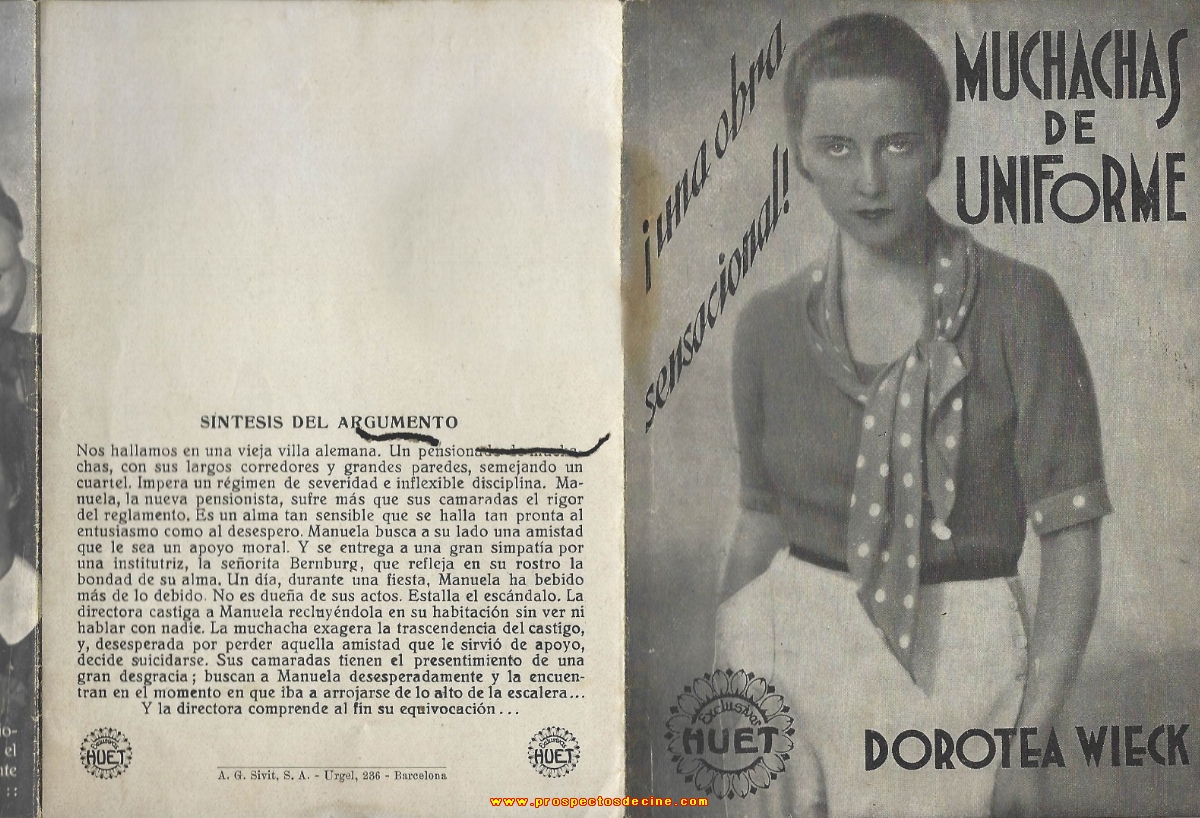 SÍNTESIS DEL ARGUMENTO
Nos hallamos en una vieja villa alemana. Un pensionado de mucha-
chas, con sus largos corredores y grandes paredes, semejando un
cuartel. Impera un régimen de severidad e inflexible disciplina. Ma-
nuela, la nueva pensionista, sufre más que sus camaradas el rigor
del reglamento. Es un alma tan sensible que se halla tan pronta al
entusiasmo como al desespero. Manuela busca a su lado una amistad
que le sea un apoyo moral. Y se entrega a una gran simpatía por
una institutriz, la señorita Bernburg, que refleja en su rostro la
bondad de su alma. Un día, durante una fiesta, Manuela ha bebido
más de lo debido. No es dueña de sus actos. Estalla el escándalo. La
directora castiga a Manuela recluyéndola en su habitación sin ver ni
hablar con nadie. La muchacha exagera la trascendencia del castigo,
y, desesperada por perder aquella amistad que le sirvió de apoyo,
decide suicidarse. Sus camaradas tienen el presentimiento de una
gran desgracia; buscan a Manuela desesperadamente y la encuen-
tran en el momento en que iba a arrojarse de lo alto de la escalera...
Y la directora comprende al fin su equivocación...
Exclusivas
HUET
Exclusivas
HUET
A. G. Sivit, S. A. - Urgel, 236 - Barcelona
el
nte
::
¡una obra
sensacional!
MUCHACHAS
DE
UNIFORME
Exclusivas
HUET
DOROTEA WIECK
www.prospectosdecine.com